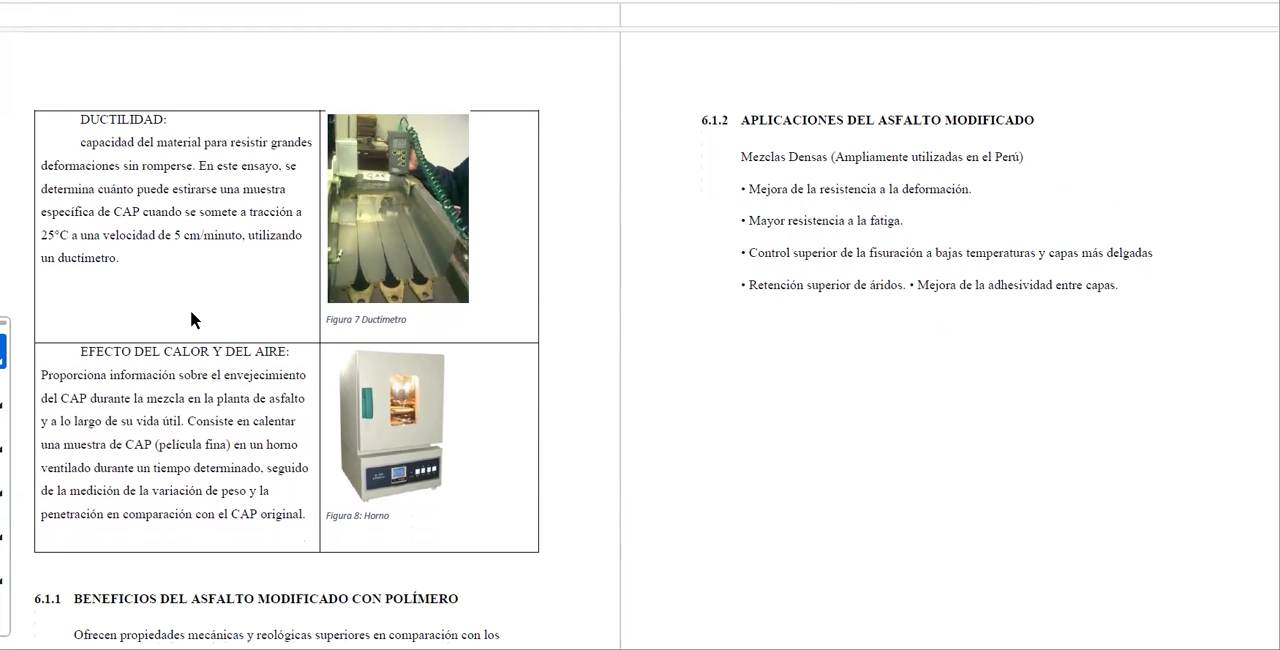 DUCTILIDAD:
capacidad del material para resistir grandes
deformaciones sin romperse. En este ensayo, se
determina cuánto puede estirarse una muestra
específica de CAP cuando se somete a tracción a
25°C a una velocidad de 5 cm/minuto, utilizando
un ductímetro.
Figura 7 Ductímetro
EFECTO DEL CALOR Y DEL AIRE:
Proporciona información sobre el envejecimiento
del CAP durante la mezcla en la planta de asfalto
y a lo largo de su vida útil. Consiste en calentar
una muestra de CAP (película fina) en un horno
ventilado durante un tiempo determinado, seguido
de la medición de la variación de peso y la
penetración en comparación con el CAP original.
Figura 8: Horno
6.1.1 BENEFICIOS DEL ASFALTO MODIFICADO CON POLÍMERO
Ofrecen propiedades mecánicas y reológicas superiores en comparación con los
6.1.2 APLICACIONES DEL ASFALTO MODIFICADO
Mezclas Densas (Ampliamente utilizadas en el Perú)
• Mejora de la resistencia a la deformación.
• Mayor resistencia a la fatiga.
• Control superior de la fisuración a bajas temperaturas y capas más delgadas
• Retención superior de áridos. • Mejora de la adhesividad entre capas.